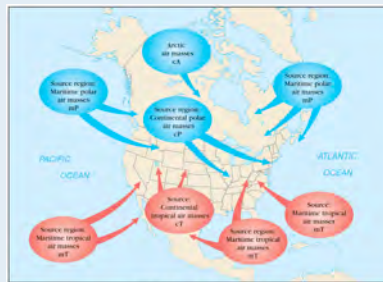 Arctic
air masses
cA
Source region:
Maritime polar
air masses
mP
Source region:
Maritime polar
air masses
mP
Source region:
Continental polar
air masses
cP
PACIFIC
OCEAN
ATLANTIC
OCEAN
Source region:
Maritime tropical
air masses
mT
Source:
Continental
tropical air masses
cT
Source region:
Maritime tropical
air masses
mT
Source:
Maritime tropical
air masses
mT